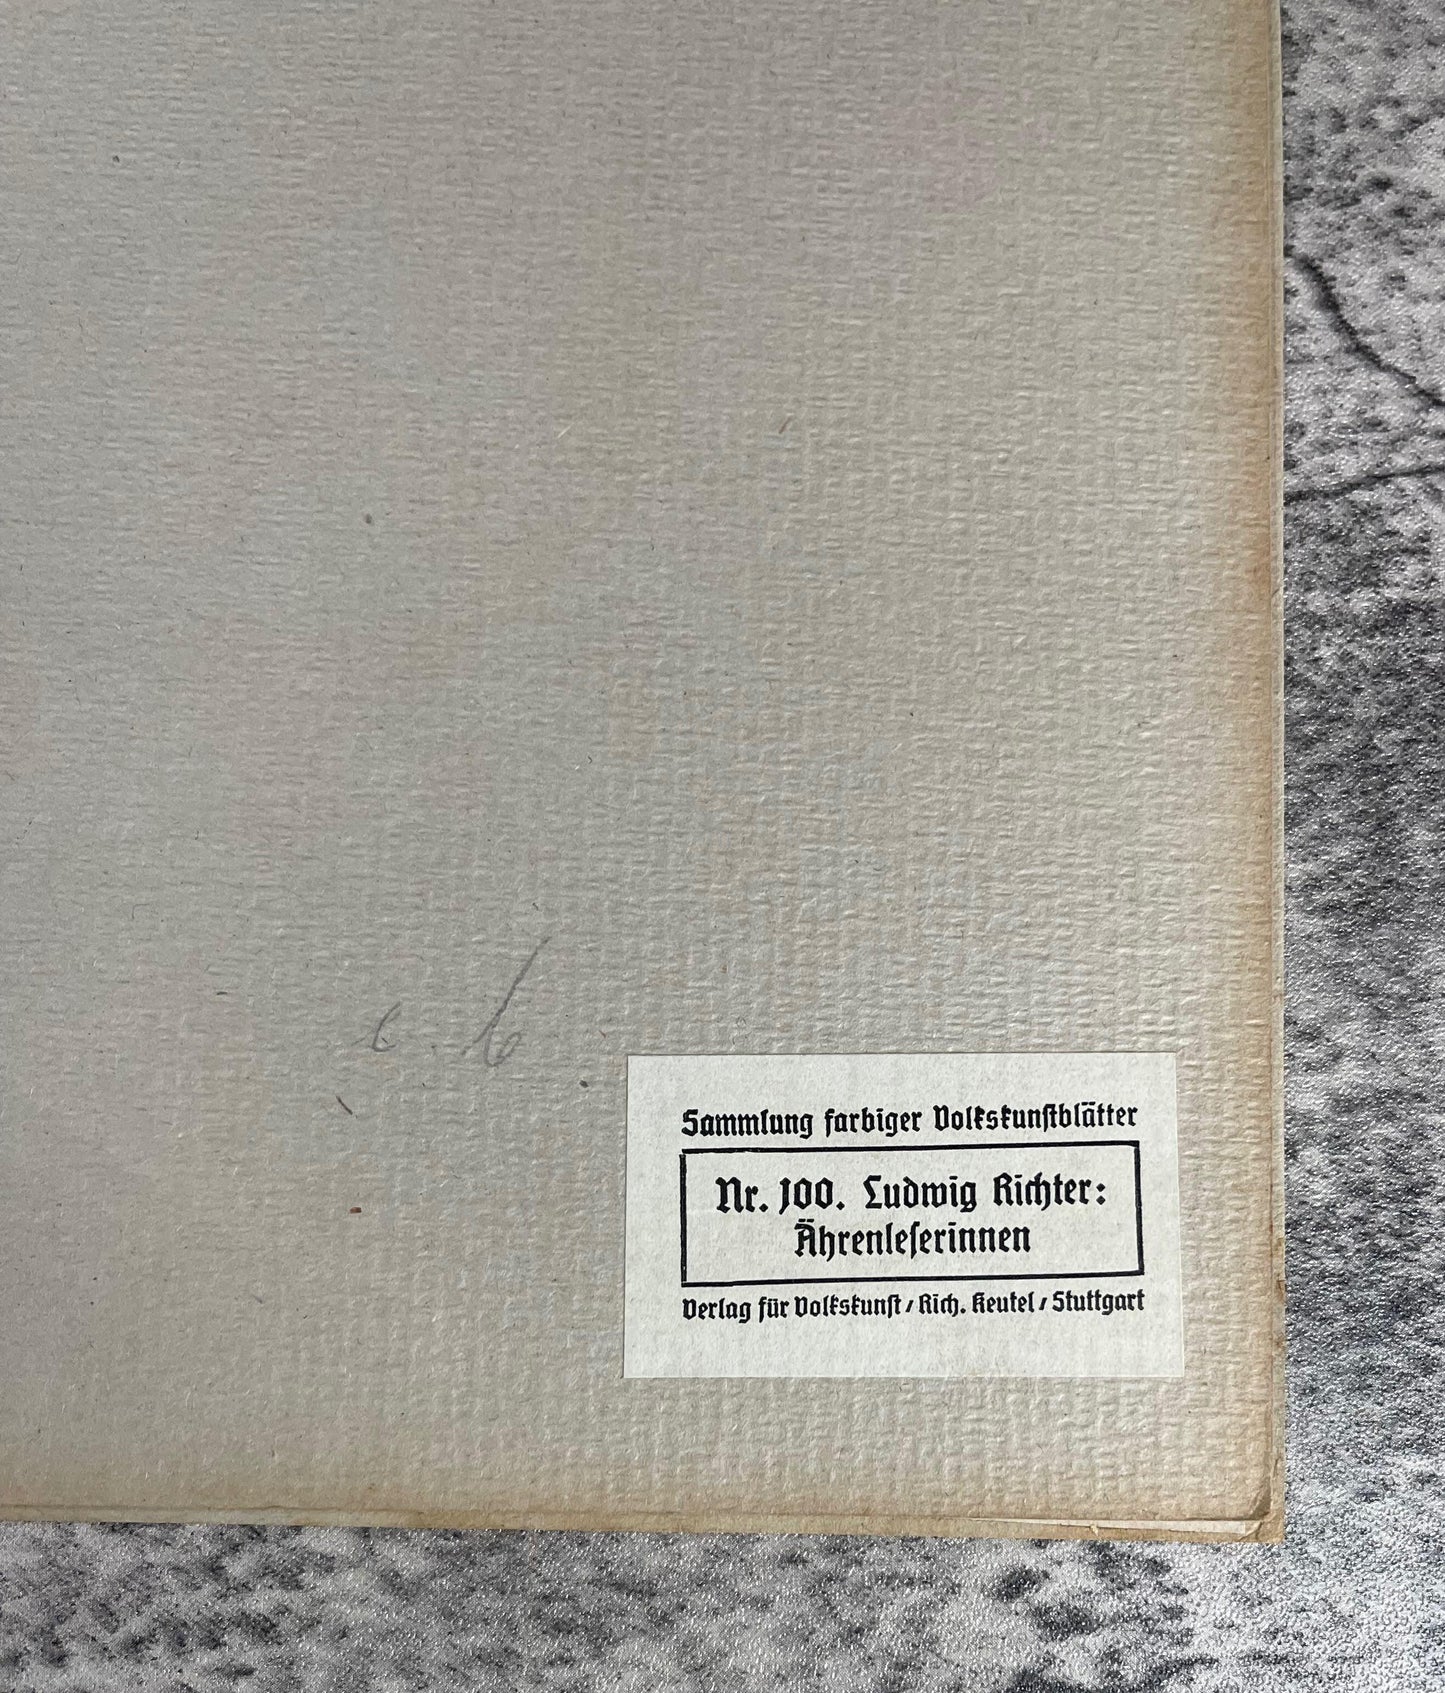 Sammlung farbiger Volkskunstblätter
Nr. 100. Ludwig Richter:
Ährenleserinnen
Verlag für Volkskunst / Rich. Keutel / Stuttgart